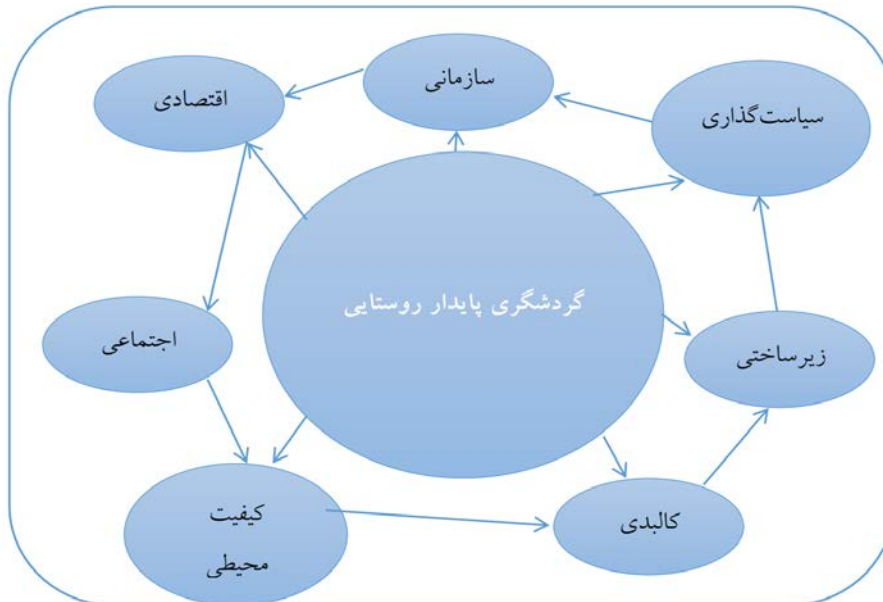 سازمانی
اقتصادی
سیاست‌گذاری
گردشگری پایدار روستایی
اجتماعی
زیرساختی
کیفیت
محیطی
کالبدی